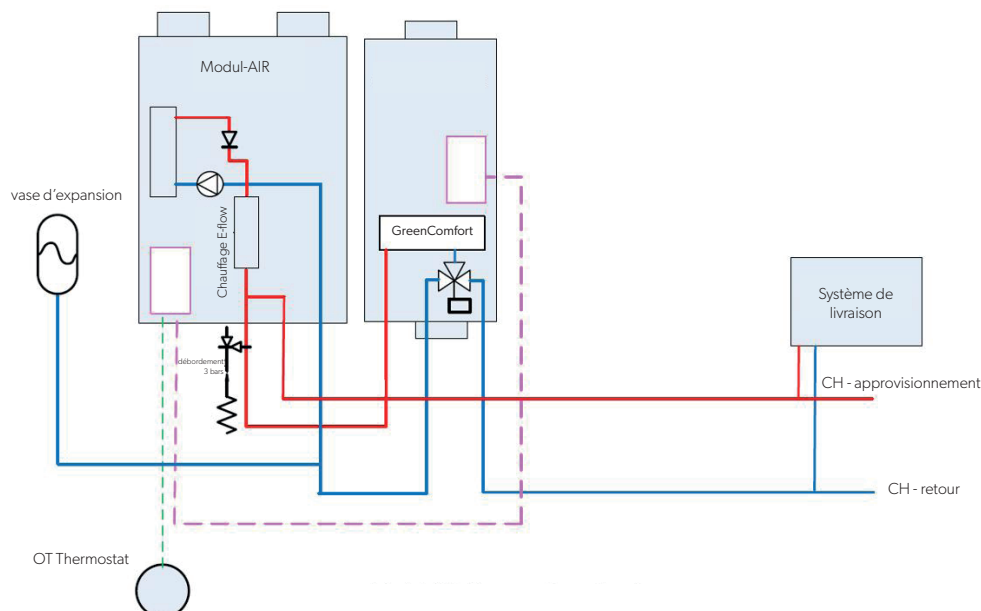 Modul-AIR
vase d'expansion
Chauffage E-flow
GreenComfort
Système de
livraison
débordement
3 bars
CH - approvisionnement
CH - retour
OT Thermostat